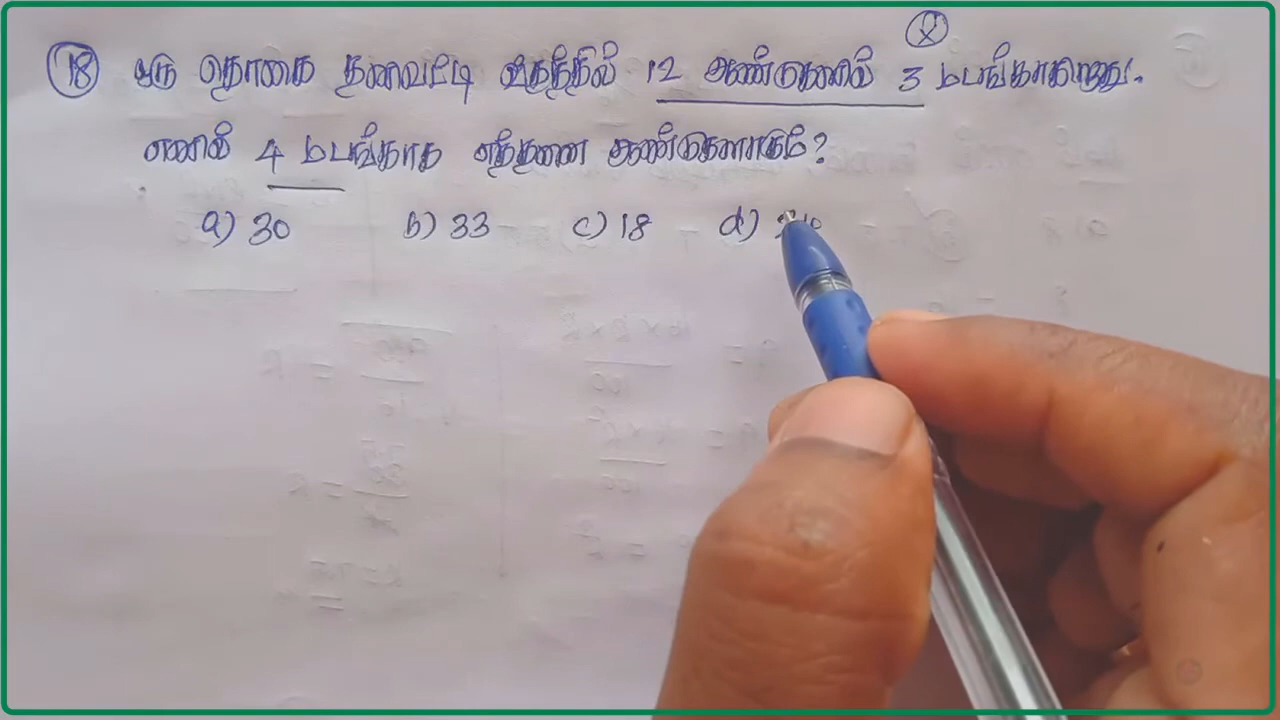 18 ஒரு தொகை தனிவட்டி வீதத்தில் 12 ஆண்டுகளில் 3 மடங்காகிறது.
எனில் 4 மடங்காக எத்தனை ஆண்டுகளாகும்?
a) 30 b) 33 c) 18 d)